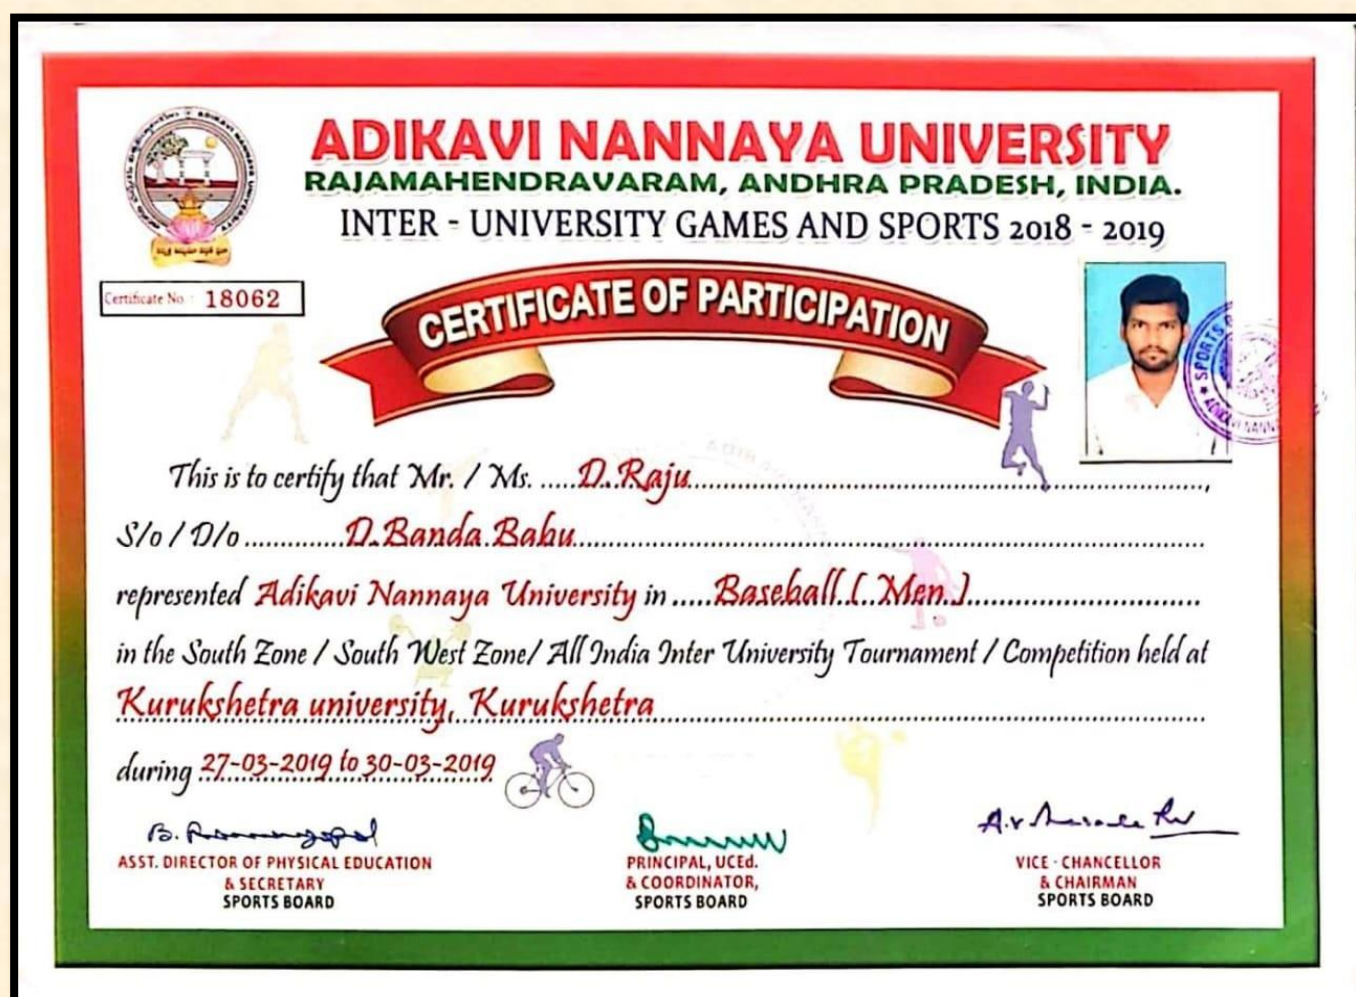 ADIKAVI NANNAYA UNIVERSITY
RAJAMAHENDRAVARAM, ANDHRA PRADESH, INDIA.
INTER - UNIVERSITY GAMES AND SPORTS 2018 - 2019
Certificate No : 18062
CERTIFICATE OF PARTICIPATION
SPORTS
ADIKAVI NANNA
This is to certify that Mr. / Ms. ..... D. Raju ........,
S/o / D/o ............. D. Banda Babu ........
represented Adikavi Nannaya University in ..... Baseball ( Men ) ........
in the South Zone / South West Zone/ All India Inter University Tournament / Competition held at
Kurukshetra university, Kurukshetra ........
during 27-03-2019 to 30-03-2019
ASST. DIRECTOR OF PHYSICAL EDUCATION
& SECRETARY
SPORTS BOARD
PRINCIPAL, UCEd.
& COORDINATOR,
SPORTS BOARD
VICE - CHANCELLOR
& CHAIRMAN
SPORTS BOARD